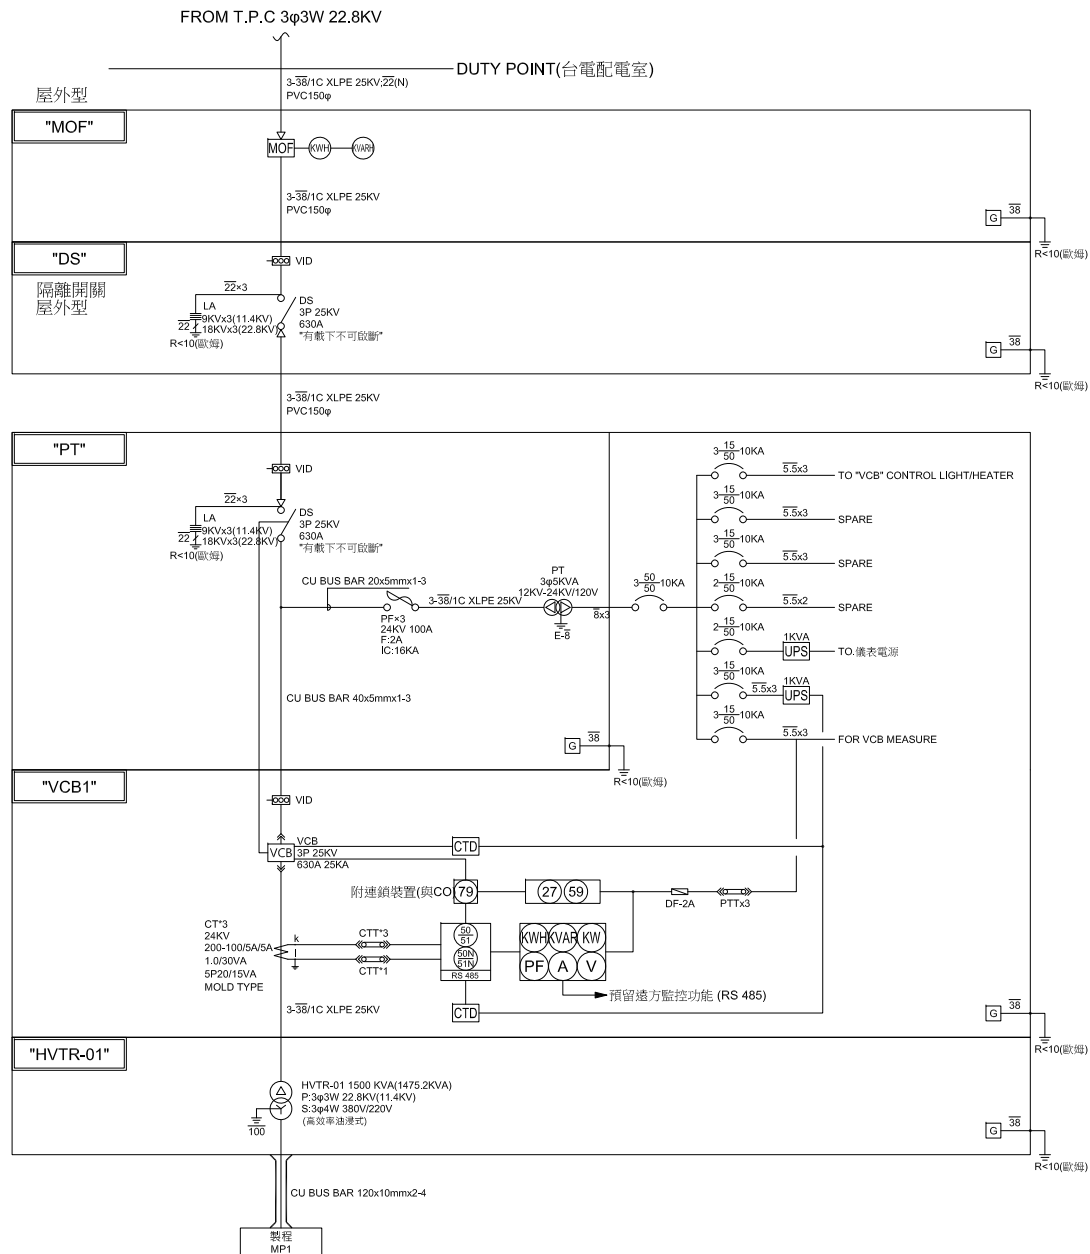 FROM T.P.C 3φ3W 22.8KV
DUTY POINT(台電配電室)
3-38/1C XLPE 25KV;22(N)
PVC150φ
屋外型
"MOF"
MOF
KWH
KVARH
3-38/1C XLPE 25KV
PVC150φ
G
38
R<10(歐姆)
"DS"
VID
隔離開關
屋外型
22×3
LA
9KVx3(11.4KV)
18KVx3(22.8KV)
22
R<10(歐姆)
DS
3P 25KV
630A
"有載下不可啟斷"
G
38
R<10(歐姆)
3-38/1C XLPE 25KV
PVC150φ
"PT"
VID
22×3
LA
9KVx3(11.4KV)
18KVx3(22.8KV)
22
R<10(歐姆)
DS
3P 25KV
630A
"有載下不可啟斷"
CU BUS BAR 20x5mmx1-3
3-38/1C XLPE 25KV
PF×3
24KV 100A
F:2A
IC:16KA
PT
3φ5KVA
12KV-24KV/120V
E-8
8x3
3 50/50 10KA
3 15/50 10KA
5.5x3
TO "VCB" CONTROL LIGHT/HEATER
3 15/50 10KA
5.5x3
SPARE
3 15/50 10KA
5.5x3
SPARE
2 15/50 10KA
5.5x2
SPARE
2 15/50 10KA
1KVA
UPS
TO.儀表電源
3 15/50 10KA
5.5x3
1KVA
UPS
3 15/50 10KA
5.5x3
FOR VCB MEASURE
CU BUS BAR 40x5mmx1-3
G
38
R<10(歐姆)
"VCB1"
VID
VCB
VCB
3P 25KV
630A 25KA
CTD
附連鎖裝置(與CO
79
27
59
DF-2A
PTTx3
CT*3
24KV
200-100/5A/5A
1.0/30VA
5P20/15VA
MOLD TYPE
k
l
CTT*3
CTT*1
50
51
50N
51N
RS 485
KWH
KVAR
KW
PF
A
V
預留遠方監控功能 (RS 485)
CTD
3-38/1C XLPE 25KV
G
38
R<10(歐姆)
"HVTR-01"
HVTR-01 1500 KVA(1475.2KVA)
P:3φ3W 22.8KV(11.4KV)
S:3φ4W 380V/220V
(高效率油浸式)
100
G
38
R<10(歐姆)
CU BUS BAR 120x10mmx2-4
製程
MP1